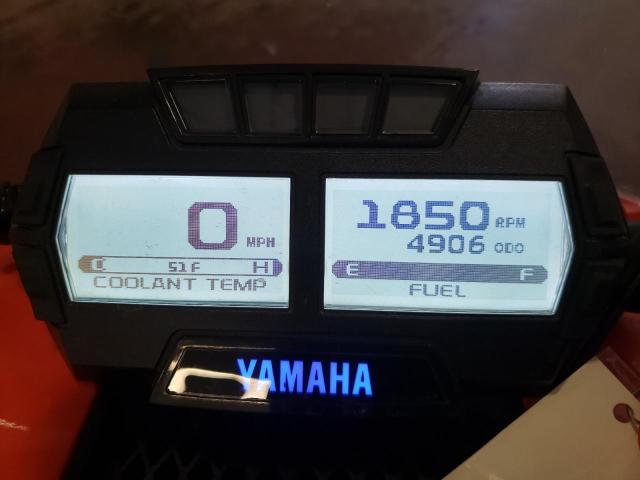 0 MPH
C 51F H
COOLANT TEMP
1850 RPM
4906 ODO
E F
FUEL
YAMAHA